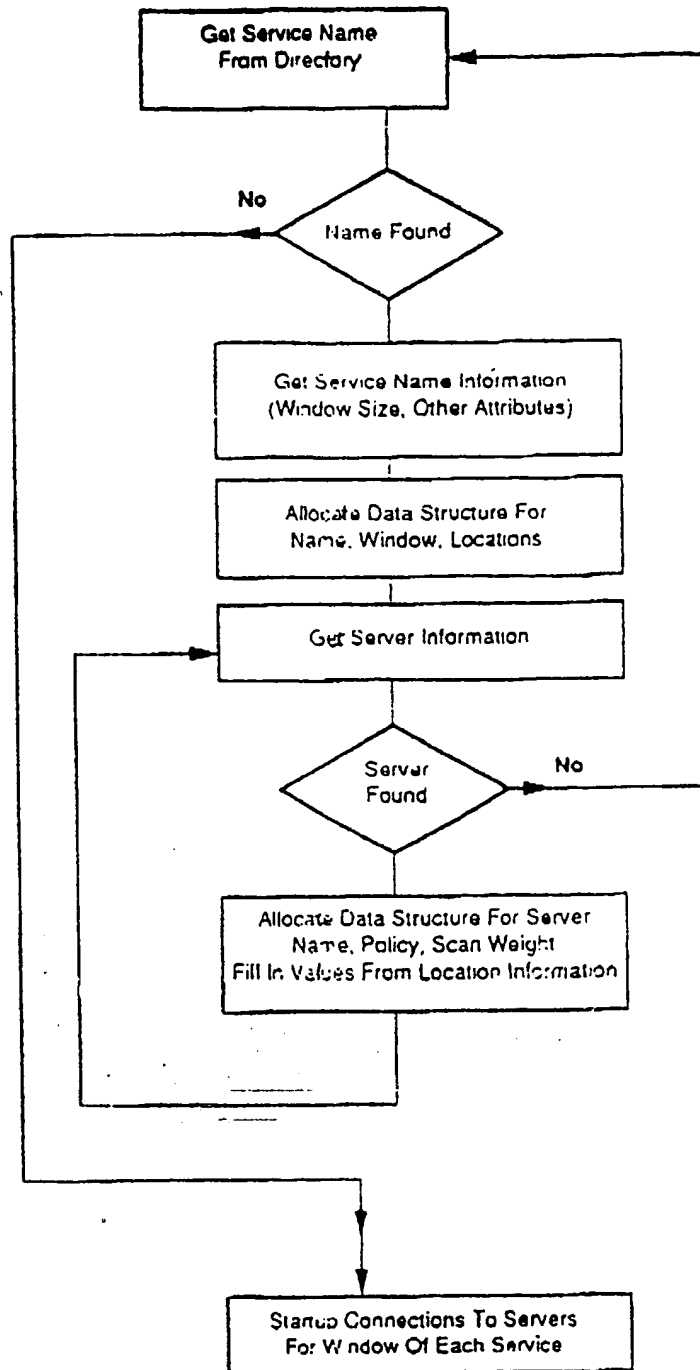 Get Service Name
From Directory
No
Name Found
Get Service Name Information
(Window Size, Other Attributes)
Allocate Data Structure For
Name, Window, Locations
Get Server Information
Server
Found
No
Allocate Data Structure For Server
Name, Policy, Scan Weight
Fill In Values From Location Information
Startup Connections To Servers
For Window Of Each Service